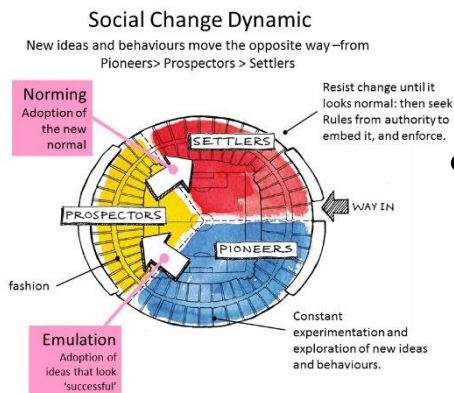 Social Change Dynamic
New ideas and behaviours move the opposite way –from
Pioneers> Prospectors > Settlers
Norming
Adoption of
the new
normal
Resist change until it
looks normal: then seek
Rules from authority to
embed it, and enforce.
SETTLERS
PROSPECTORS
WAY IN
PIONEERS
fashion
Emulation
Adoption of
ideas that look
‘successful’
Constant
experimentation and
exploration of new ideas
and behaviours.